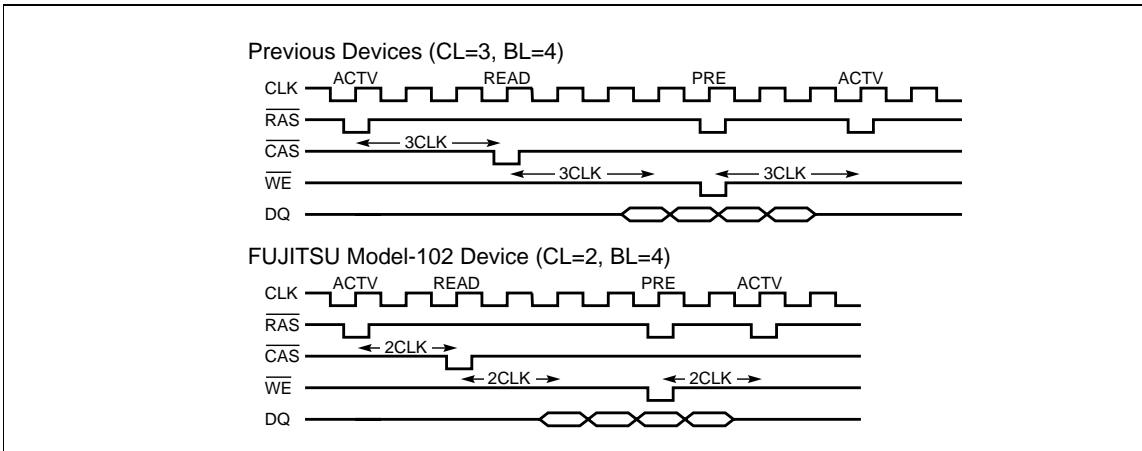 Previous Devices (CL=3, BL=4)
ACTV READ PRE ACTV
CLK
RAS
3CLK
CAS
3CLK 3CLK
WE
DQ
FUJITSU Model-102 Device (CL=2, BL=4)
ACTV READ PRE ACTV
CLK
RAS
2CLK
CAS
2CLK 2CLK
WE
DQ